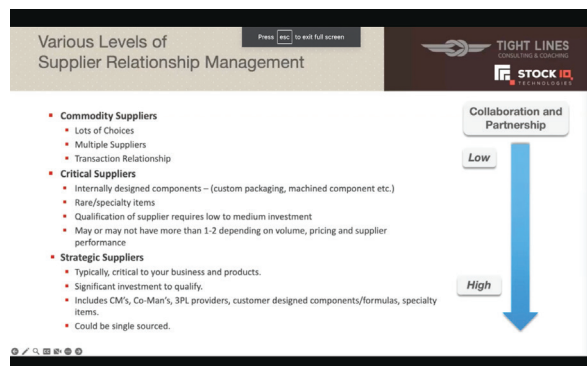 Press esc to exit full screen
Various Levels of
Supplier Relationship Management
TIGHT LINES
CONSULTING & COACHING
STOCK IQ
TECHNOLOGIES
Commodity Suppliers
Lots of Choices
Multiple Suppliers
Transaction Relationship
Critical Suppliers
Internally designed components – (custom packaging, machined component etc.)
Rare/specialty items
Qualification of supplier requires low to medium investment
May or may not have more than 1-2 depending on volume, pricing and supplier
performance
Strategic Suppliers
Typically, critical to your business and products.
Significant investment to qualify.
Includes CM's, Co-Man's, 3PL providers, customer designed components/formulas, specialty
items.
Could be single sourced.
Collaboration and
Partnership
Low
High